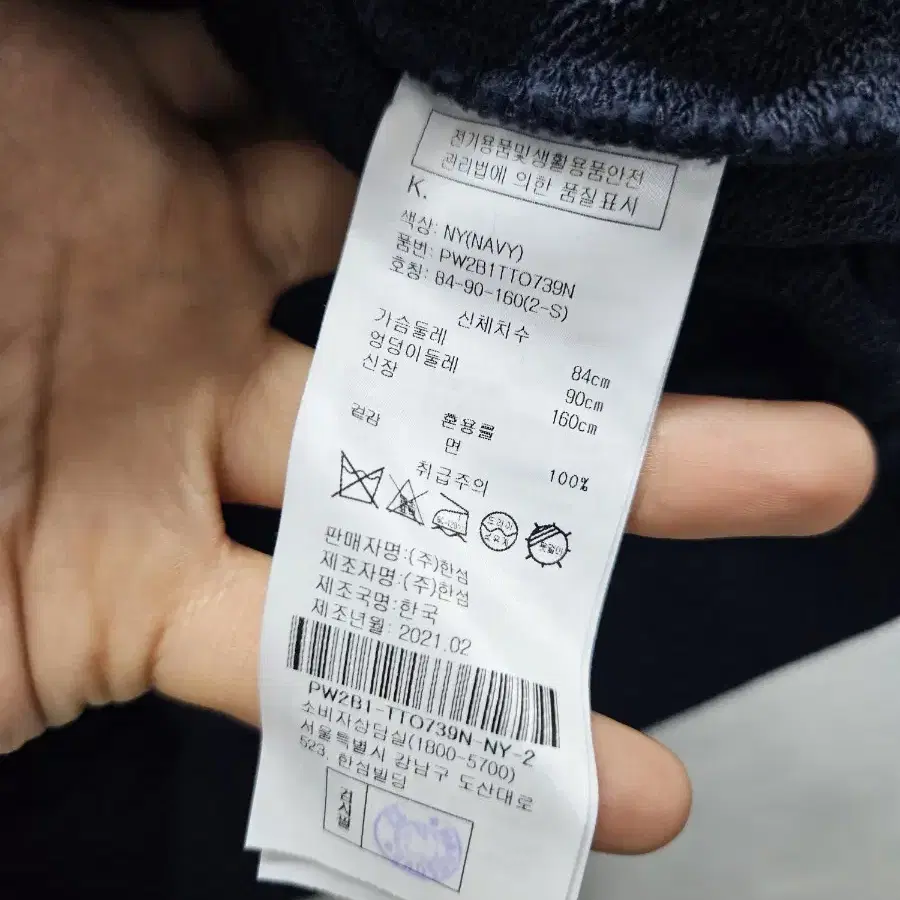 전기용품및생활용품안전
관리법에 의한 품질표시
K.
색상: NY(NAVY)
품번: PW2B1TTO739N
호칭: 84-90-160(2-S)
신체치수
가슴둘레 84cm
엉덩이둘레 90cm
신장 160cm
혼용률
겉감 면 100%
취급주의
드라이
판매자명:(주)한섬
제조자명:(주)한섬
제조국명:한국
제조년월: 2021.02
PW2B1-TTO739N-NY-2
소비자상담실(1800-5700)
서울특별시 강남구 도산대로
523, 한섬빌딩
검사필